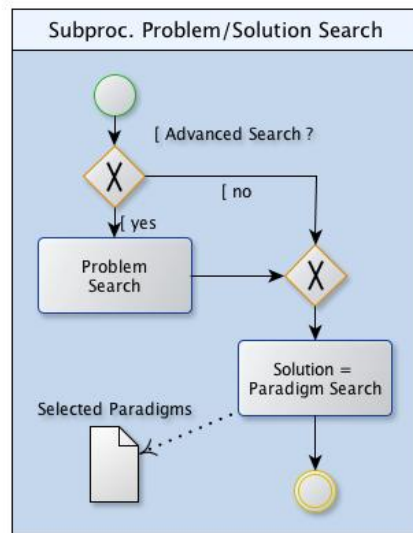 Subproc. Problem/Solution Search
[ Advanced Search ?
X
[ no
[ yes
Problem
Search
X
Solution =
Paradigm Search
Selected Paradigms